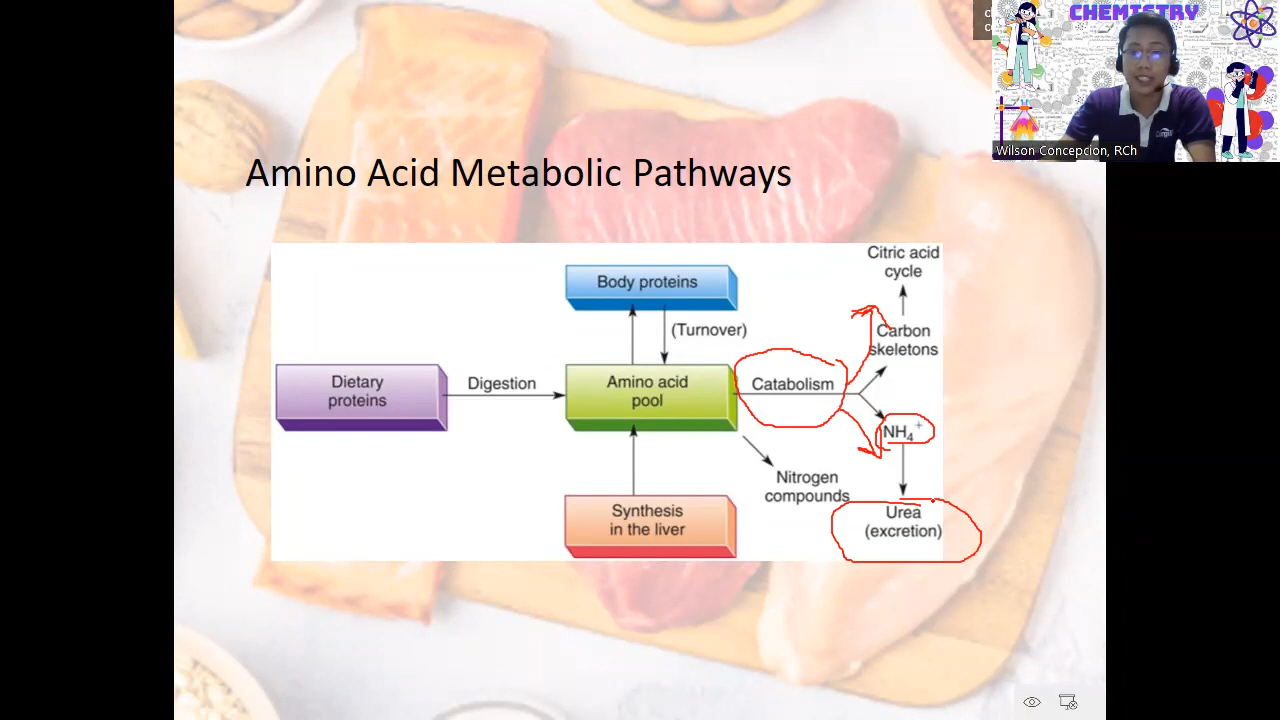 CHEMISTRY
Wilson Concepcion, RCh
Amino Acid Metabolic Pathways
Citric acid
cycle
Body proteins
(Turnover)
Carbon
skeletons
Dietary
proteins
Digestion
Amino acid
pool
Catabolism
NH₄⁺
Nitrogen
compounds
Synthesis
in the liver
Urea
(excretion)